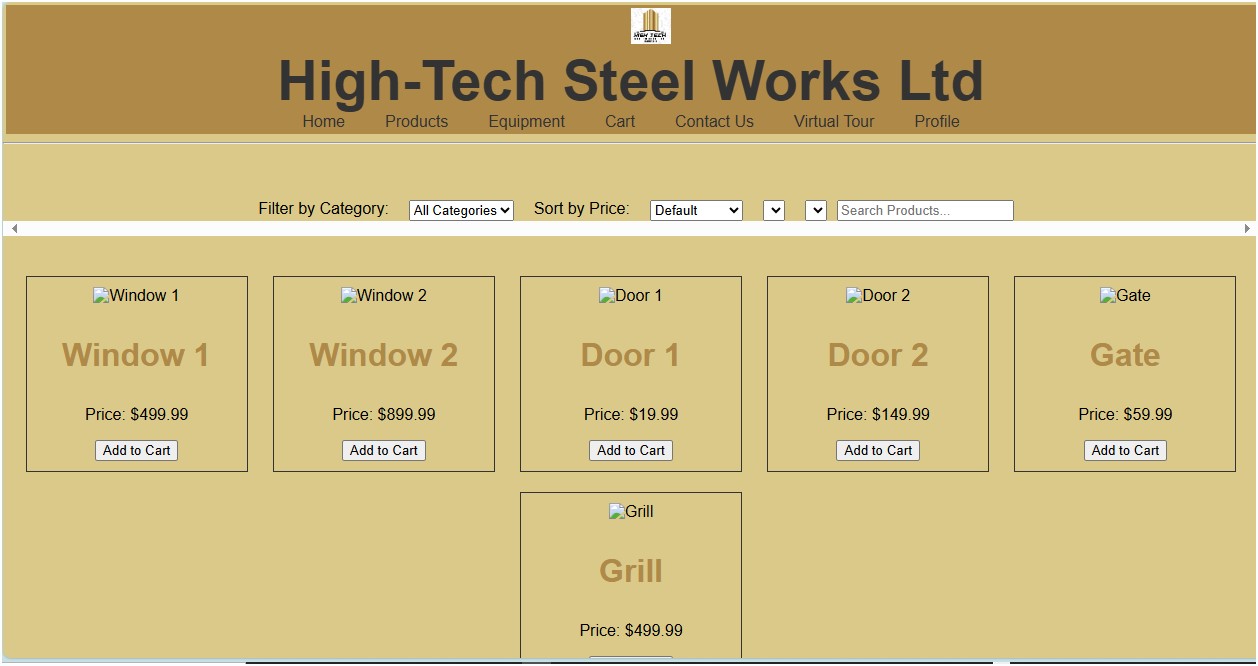 HIGH TECH
High-Tech Steel Works Ltd
Home Products Equipment Cart Contact Us Virtual Tour Profile
Filter by Category: All Categories Sort by Price: Default Search Products...
Window 1 Window 2 Door 1 Door 2 Gate
Window 1 Window 2 Door 1 Door 2 Gate
Price: $499.99 Price: $899.99 Price: $19.99 Price: $149.99 Price: $59.99
Add to Cart Add to Cart Add to Cart Add to Cart Add to Cart
Grill
Grill
Price: $499.99